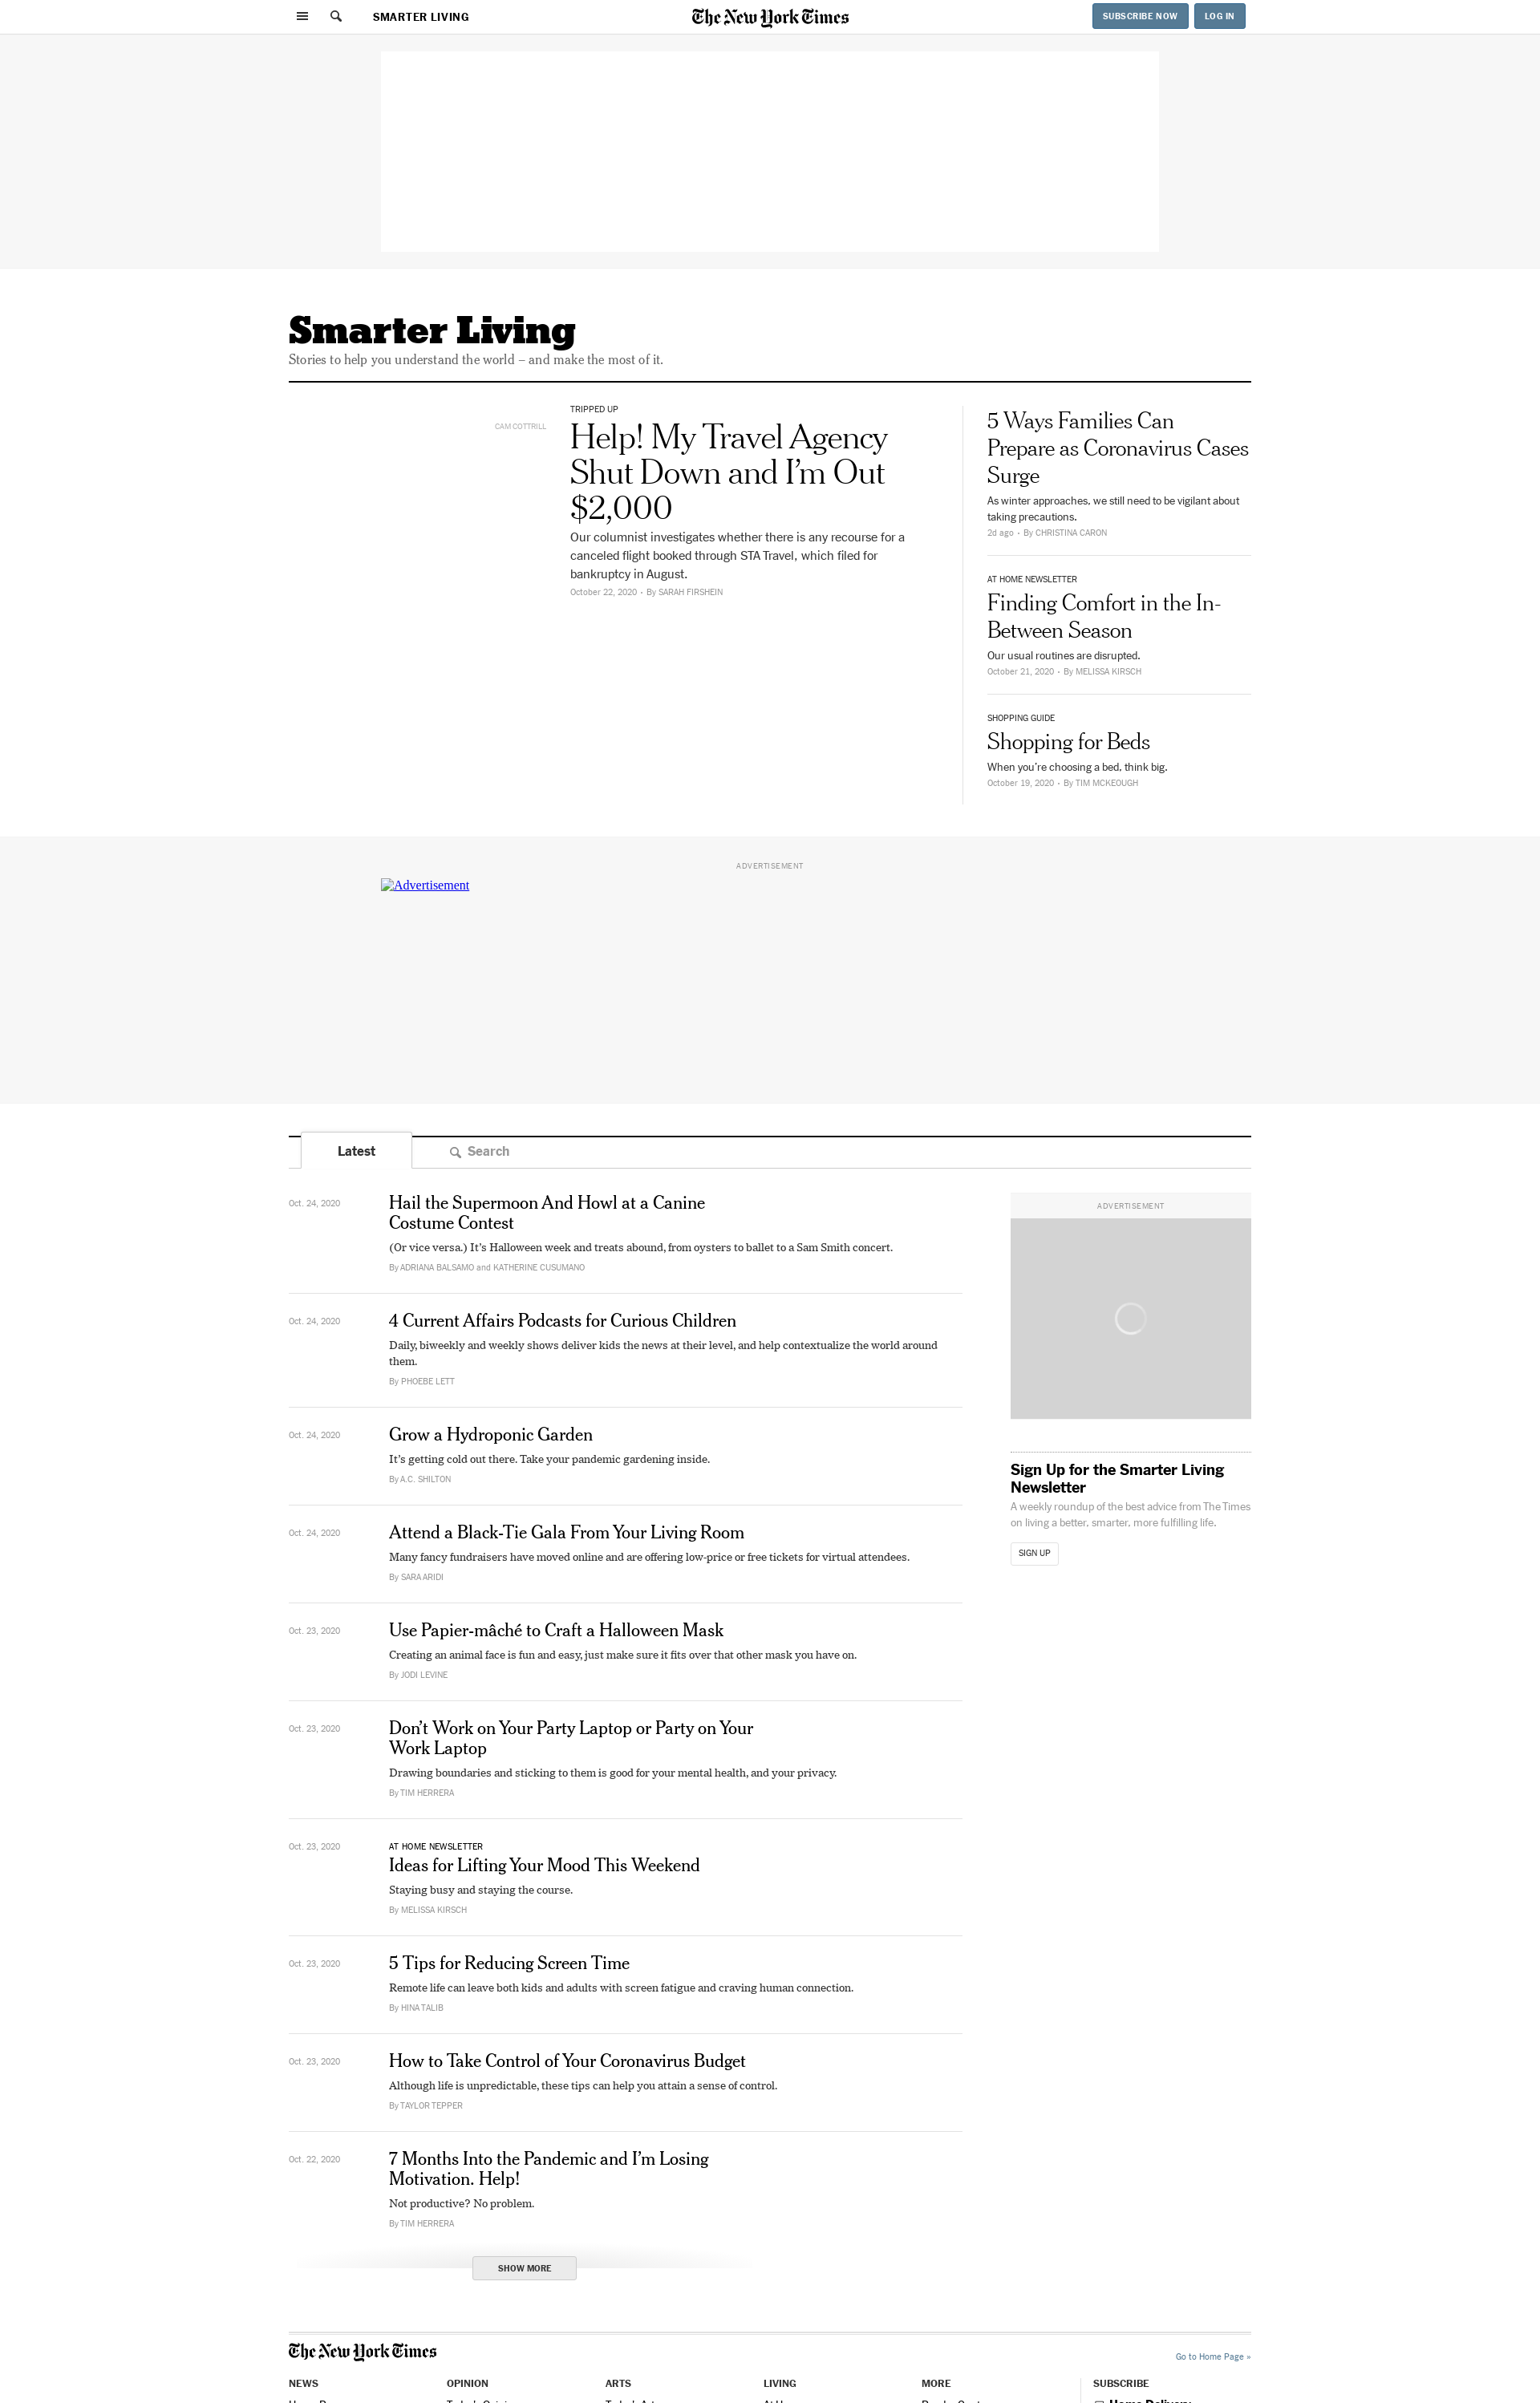 SMARTER LIVING
The New York Times
SUBSCRIBE NOW
LOG IN
Smarter Living
Stories to help you understand the world – and make the most of it.
CAM COTTRILL
TRIPPED UP
Help! My Travel Agency
Shut Down and I’m Out
$2,000
Our columnist investigates whether there is any recourse for a
canceled flight booked through STA Travel, which filed for
bankruptcy in August.
October 22, 2020 • By SARAH FIRSHEIN
5 Ways Families Can
Prepare as Coronavirus Cases
Surge
As winter approaches, we still need to be vigilant about
taking precautions.
2d ago • By CHRISTINA CARON
AT HOME NEWSLETTER
Finding Comfort in the In-
Between Season
Our usual routines are disrupted.
October 21, 2020 • By MELISSA KIRSCH
SHOPPING GUIDE
Shopping for Beds
When you’re choosing a bed, think big.
October 19, 2020 • By TIM MCKEOUGH
ADVERTISEMENT
Advertisement
Latest
Search
Oct. 24, 2020
Hail the Supermoon And Howl at a Canine
Costume Contest
(Or vice versa.) It’s Halloween week and treats abound, from oysters to ballet to a Sam Smith concert.
By ADRIANA BALSAMO and KATHERINE CUSUMANO
Oct. 24, 2020
4 Current Affairs Podcasts for Curious Children
Daily, biweekly and weekly shows deliver kids the news at their level, and help contextualize the world around
them.
By PHOEBE LETT
Oct. 24, 2020
Grow a Hydroponic Garden
It’s getting cold out there. Take your pandemic gardening inside.
By A.C. SHILTON
Oct. 24, 2020
Attend a Black-Tie Gala From Your Living Room
Many fancy fundraisers have moved online and are offering low-price or free tickets for virtual attendees.
By SARA ARIDI
Oct. 23, 2020
Use Papier-mâché to Craft a Halloween Mask
Creating an animal face is fun and easy, just make sure it fits over that other mask you have on.
By JODI LEVINE
Oct. 23, 2020
Don’t Work on Your Party Laptop or Party on Your
Work Laptop
Drawing boundaries and sticking to them is good for your mental health, and your privacy.
By TIM HERRERA
Oct. 23, 2020
AT HOME NEWSLETTER
Ideas for Lifting Your Mood This Weekend
Staying busy and staying the course.
By MELISSA KIRSCH
Oct. 23, 2020
5 Tips for Reducing Screen Time
Remote life can leave both kids and adults with screen fatigue and craving human connection.
By HINA TALIB
Oct. 23, 2020
How to Take Control of Your Coronavirus Budget
Although life is unpredictable, these tips can help you attain a sense of control.
By TAYLOR TEPPER
Oct. 22, 2020
7 Months Into the Pandemic and I’m Losing
Motivation. Help!
Not productive? No problem.
By TIM HERRERA
SHOW MORE
ADVERTISEMENT
Sign Up for the Smarter Living
Newsletter
A weekly roundup of the best advice from The Times
on living a better, smarter, more fulfilling life.
SIGN UP
The New York Times
Go to Home Page »
NEWS
OPINION
ARTS
LIVING
MORE
SUBSCRIBE
Home Delivery